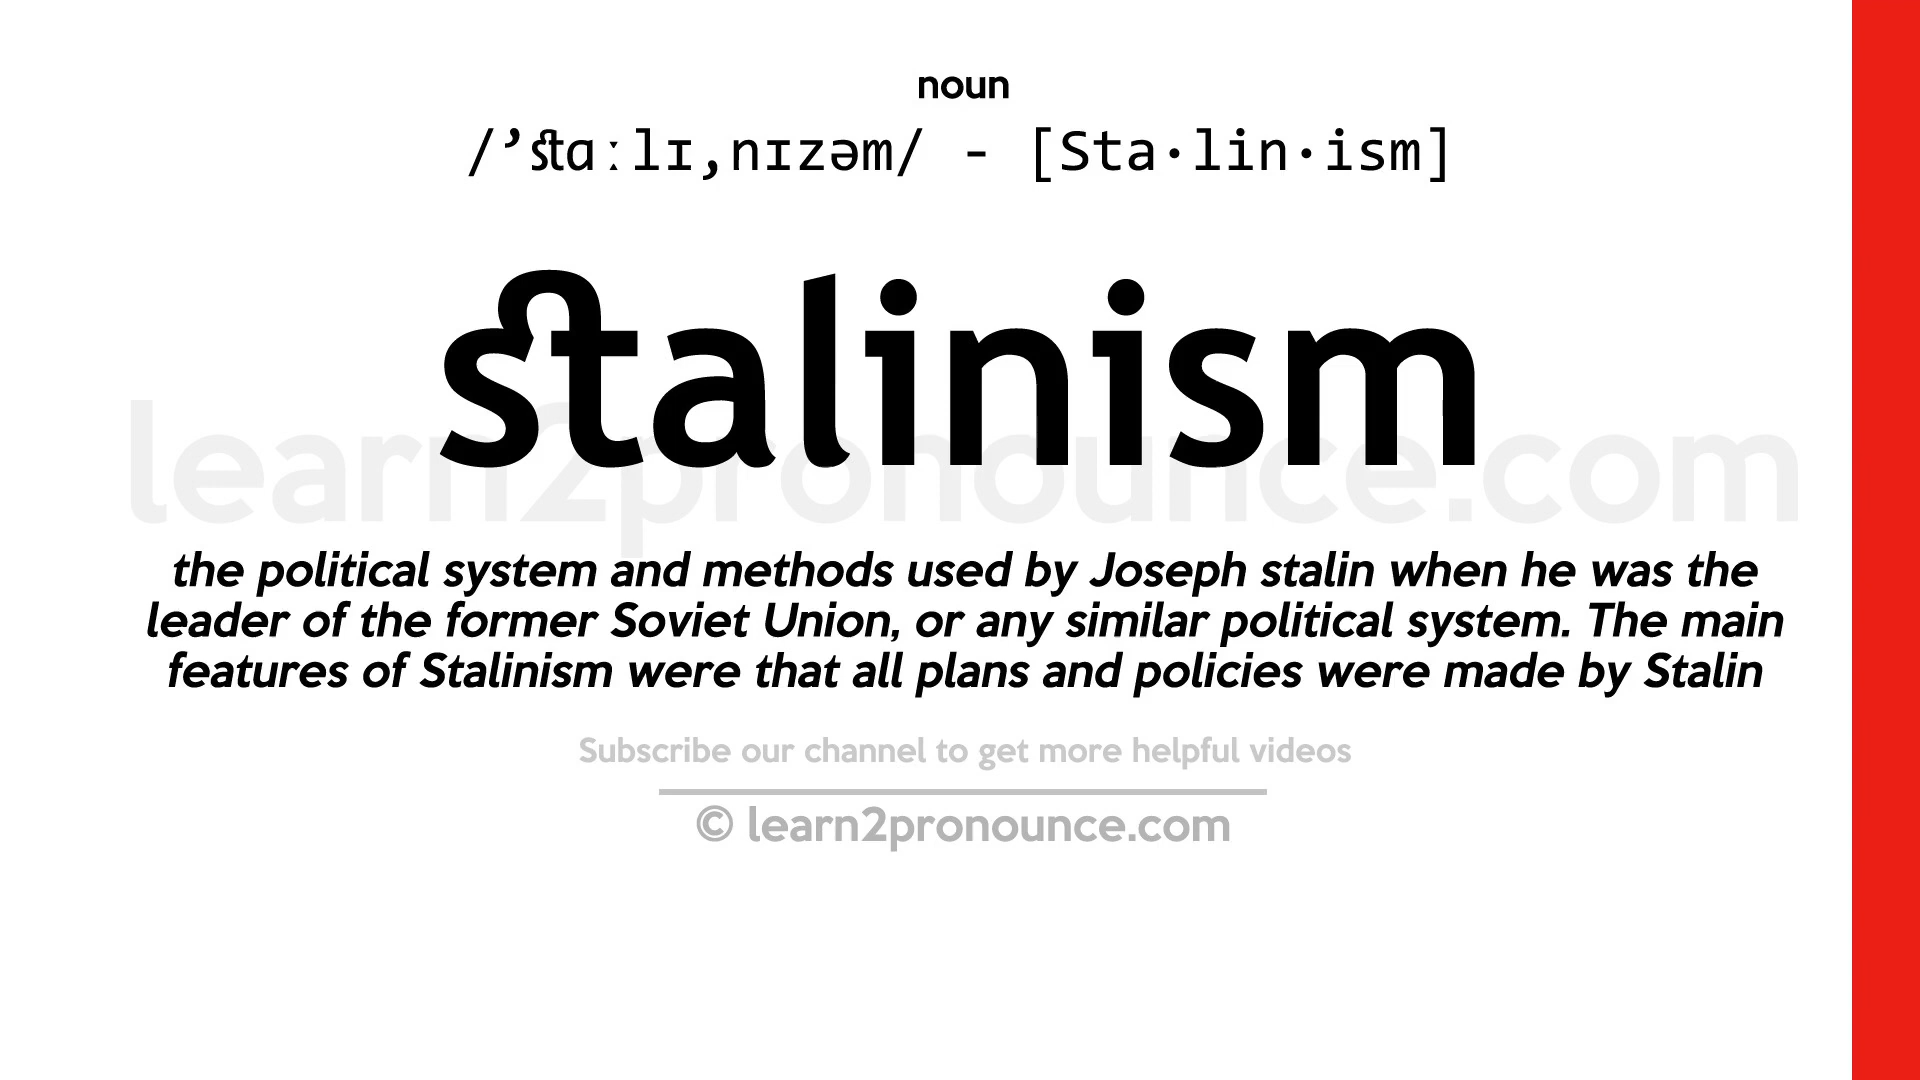 noun
/’stɑːlɪ,nɪzəm/ - [Sta·lin·ism]
stalinism
learn2pronounce.com
the political system and methods used by Joseph stalin when he was the
leader of the former Soviet Union, or any similar political system. The main
features of Stalinism were that all plans and policies were made by Stalin
Subscribe our channel to get more helpful videos
© learn2pronounce.com